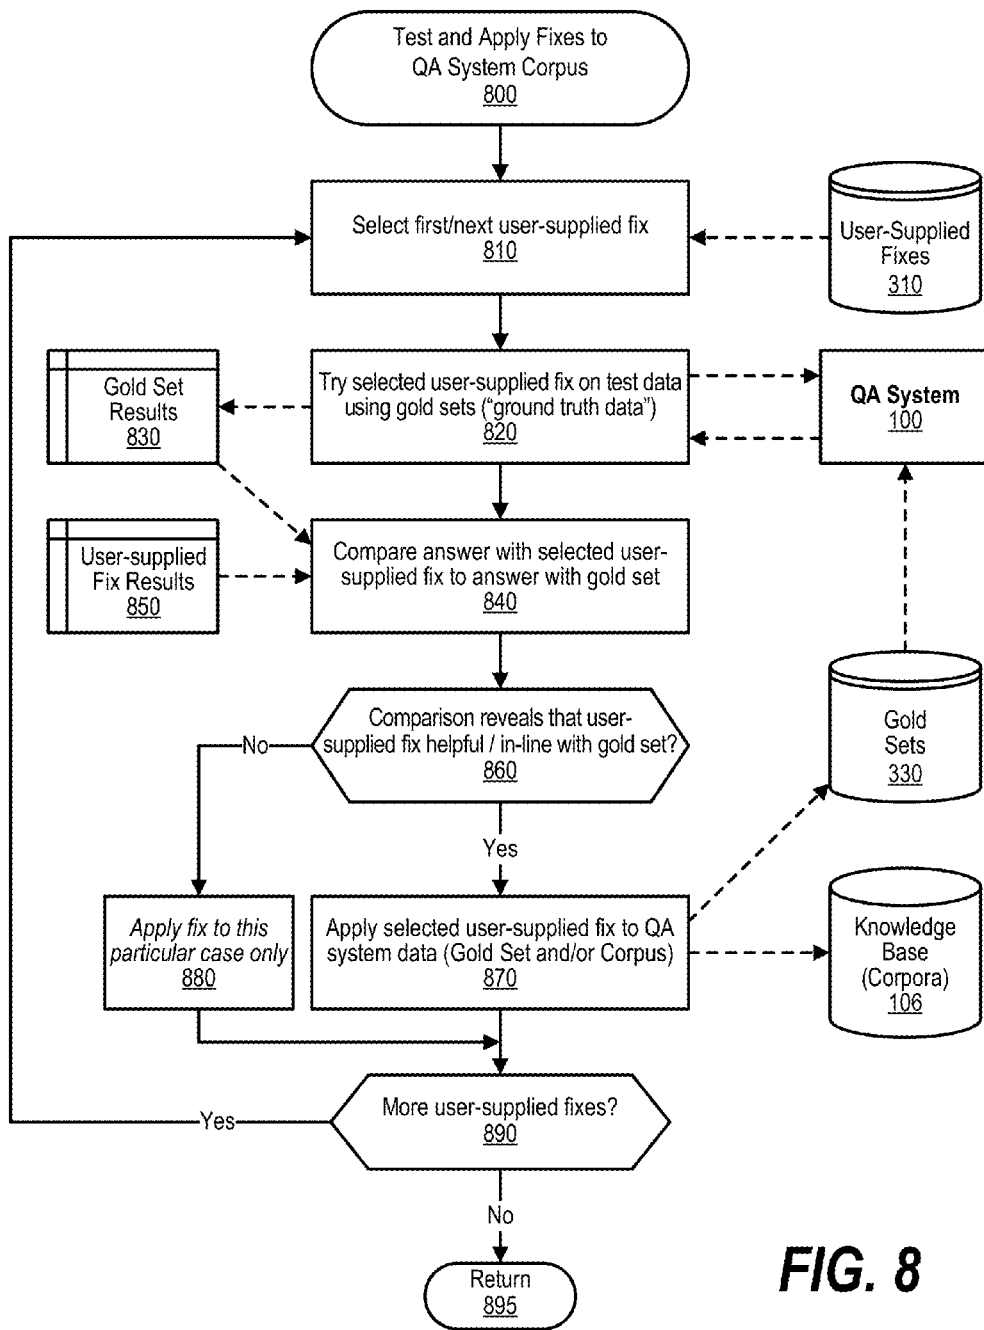 Test and Apply Fixes to
QA System Corpus
800
Select first/next user-supplied fix
810
User-Supplied
Fixes
310
Gold Set
Results
830
Try selected user-supplied fix on test data
using gold sets (“ground truth data”)
820
QA System
100
User-supplied
Fix Results
850
Compare answer with selected user-
supplied fix to answer with gold set
840
Comparison reveals that user-
supplied fix helpful / in-line with gold set?
860
No
Gold
Sets
330
Yes
Apply fix to this
particular case only
880
Apply selected user-supplied fix to QA
system data (Gold Set and/or Corpus)
870
Knowledge
Base
(Corpora)
106
More user-supplied fixes?
890
Yes
No
Return
895
FIG. 8